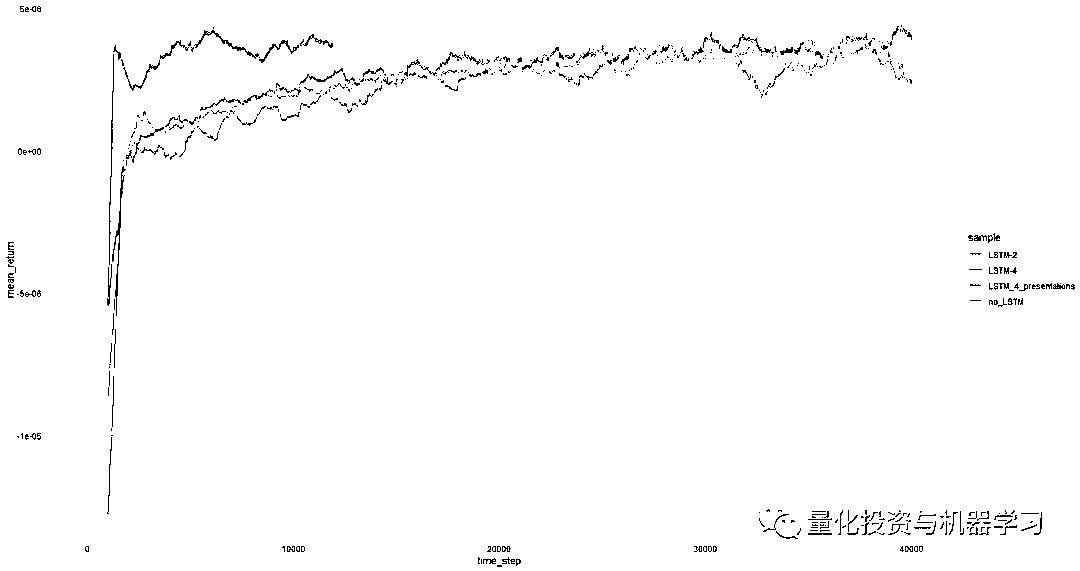 5e-06
0e+00
-5e-06
-1e-05
mean_return
sample
LSTM-2
LSTM-4
LSTM_4_presentations
no_LSTM
量化投资与机器学习
0 10000 20000 30000 40000
time_step